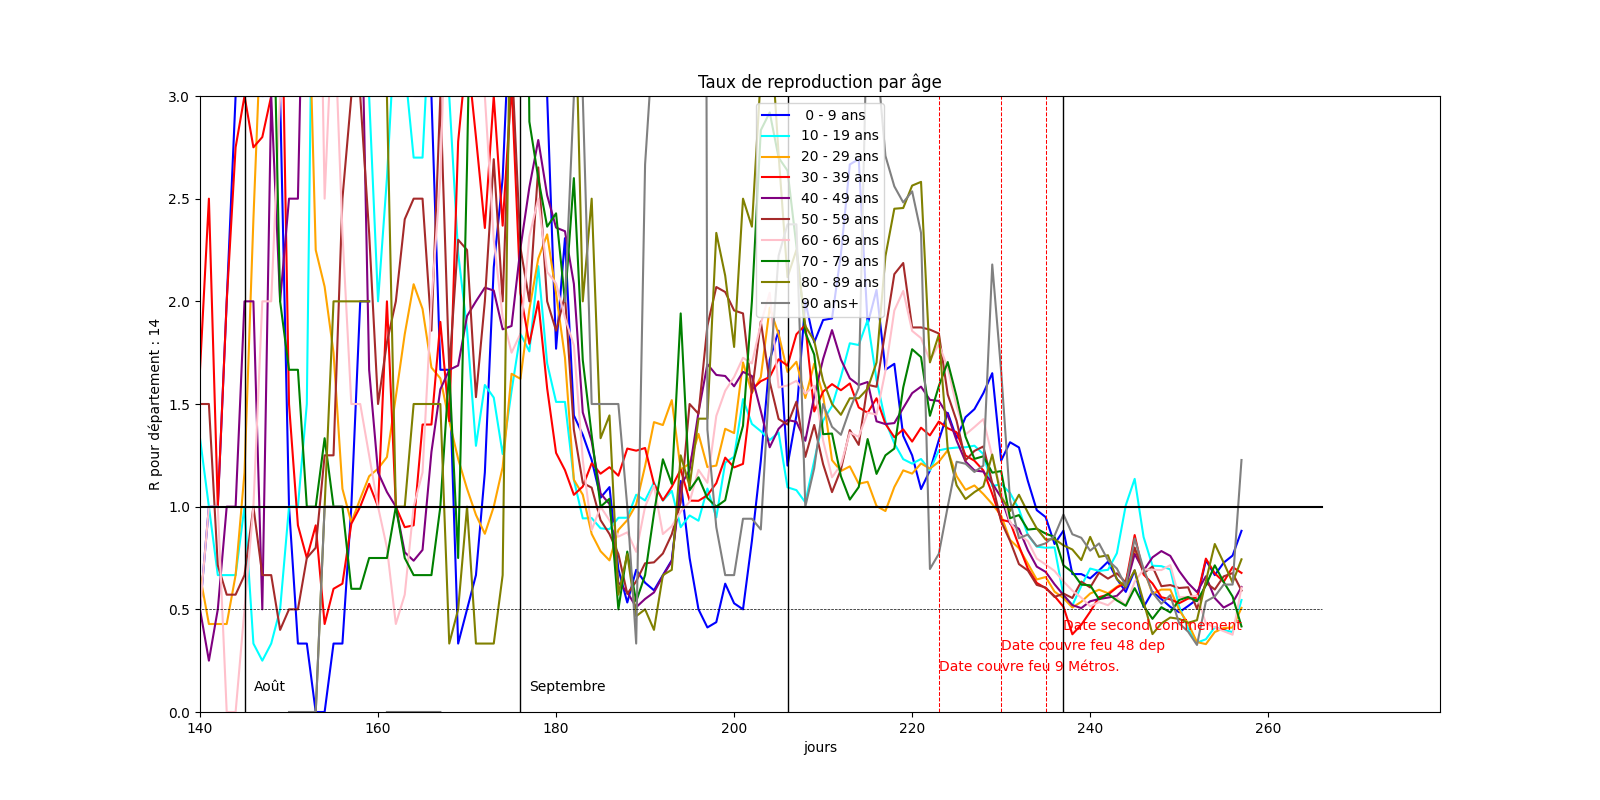 Taux de reproduction par âge
R pour département : 14
3.0
2.5
2.0
1.5
1.0
0.5
0.0
0 - 9 ans
10 - 19 ans
20 - 29 ans
30 - 39 ans
40 - 49 ans
50 - 59 ans
60 - 69 ans
70 - 79 ans
80 - 89 ans
90 ans+
Date second confinement
Date couvre feu 48 dep
Date couvre feu 9 Métros.
Août
Septembre
140 160 180 200 220 240 260
jours